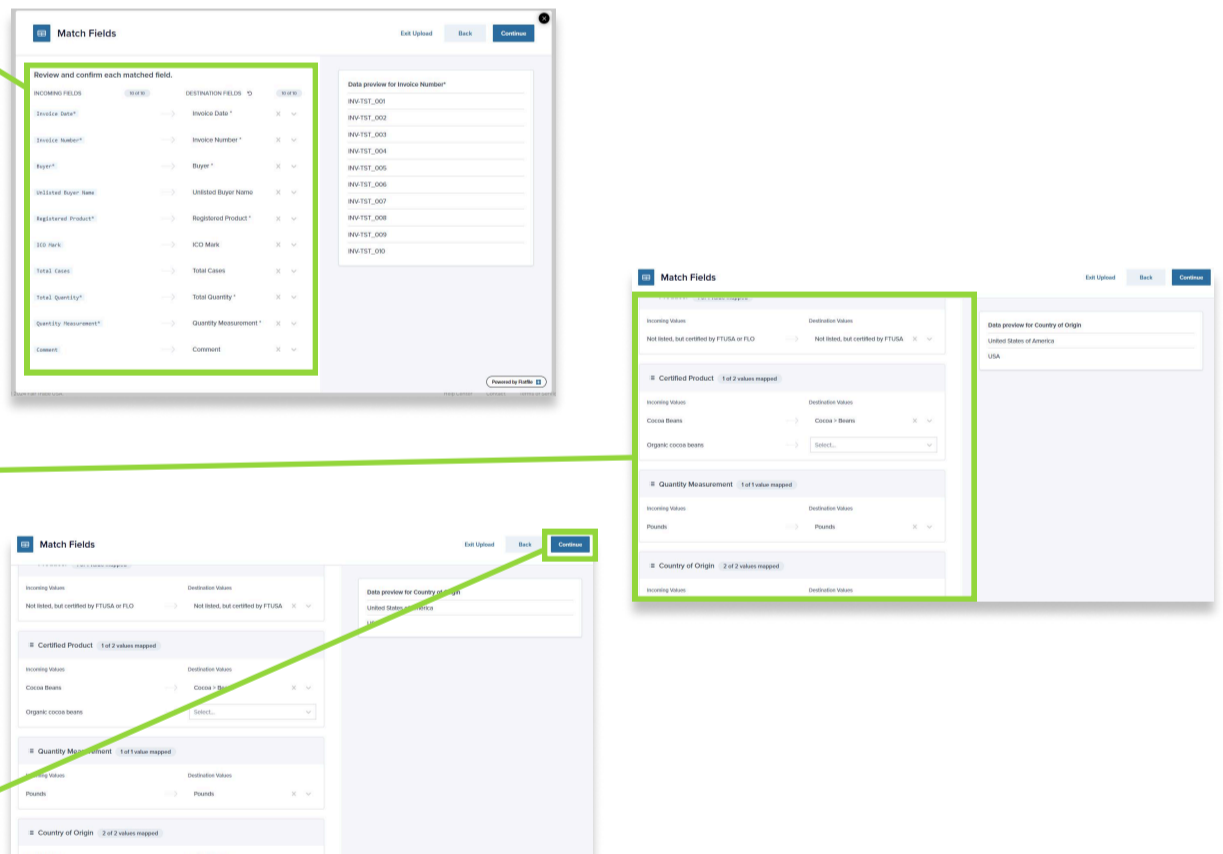 Match Fields
Exit Upload Back Continue
Review and confirm each matched field.
INCOMING FIELDS 10 of 10 DESTINATION FIELDS 10 of 10
Invoice Date* Invoice Date *
Invoice Number* Invoice Number *
Buyer* Buyer *
Unlisted Buyer Name Unlisted Buyer Name
Registered Product* Registered Product *
ICO Mark ICO Mark
Total Cases Total Cases
Total Quantity* Total Quantity *
Quantity Measurement* Quantity Measurement *
Comment Comment
Data preview for Invoice Number*
INV-TST_001
INV-TST_002
INV-TST_003
INV-TST_004
INV-TST_005
INV-TST_006
INV-TST_007
INV-TST_008
INV-TST_009
INV-TST_010
Powered by Flatfile
Match Fields
Exit Upload Back Continue
Incoming Values Destination Values
Not listed, but certified by FTUSA or FLO Not listed, but certified by FTUSA
Certified Product 1 of 2 values mapped
Incoming Values Destination Values
Cocoa Beans Cocoa > Beans
Organic cocoa beans Select...
Quantity Measurement 1 of 1 value mapped
Incoming Values Destination Values
Pounds Pounds
Country of Origin 2 of 2 values mapped
Incoming Values Destination Values
Data preview for Country of Origin
United States of America
USA
Match Fields
Exit Upload Back Continue
Incoming Values Destination Values
Not listed, but certified by FTUSA or FLO Not listed, but certified by FTUSA
Certified Product 1 of 2 values mapped
Incoming Values Destination Values
Cocoa Beans Cocoa >
Organic cocoa beans Select...
Quantity 1 of 1 value mapped
Values Destination Values
Pounds Pounds
Country of Origin 2 of 2 values mapped
Data preview for Country of Origin
United States